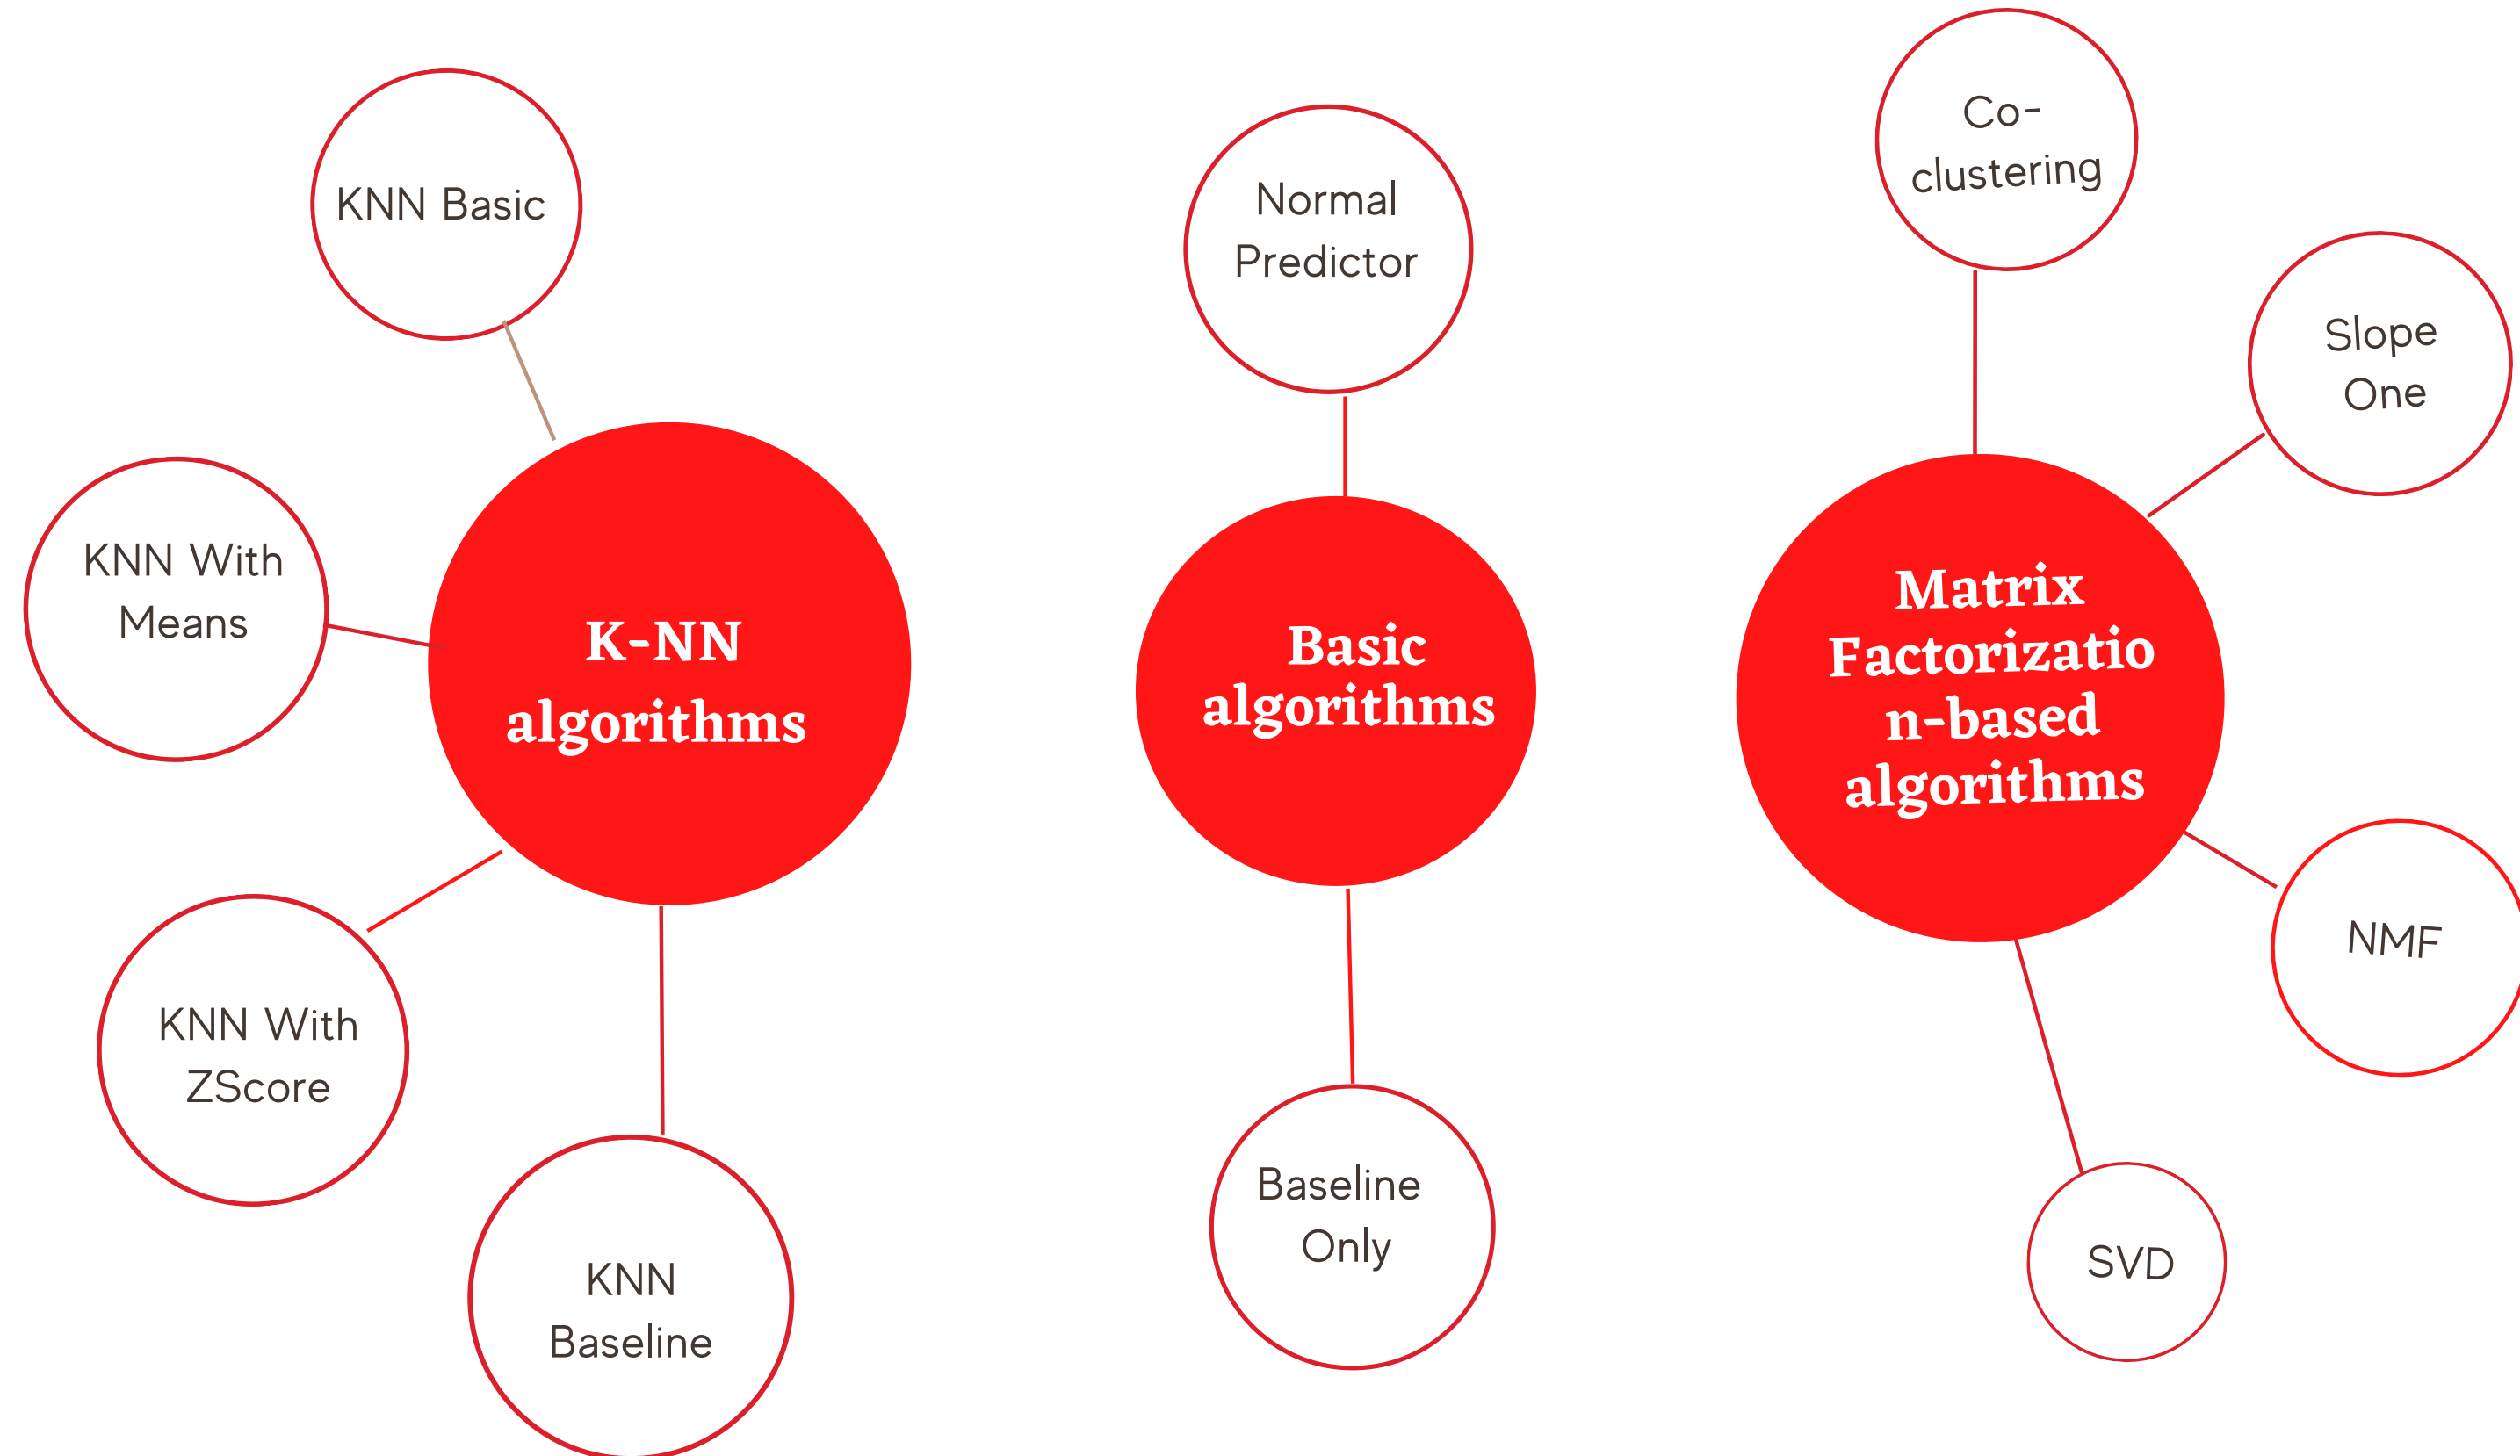 KNN Basic
KNN With
Means
K-NN
algorithms
KNN With
ZScore
KNN
Baseline
Normal
Predictor
Basic
algorithms
Baseline
Only
Co-
clustering
Slope
One
Matrix
Factorizatio
n-based
algorithms
NMF
SVD